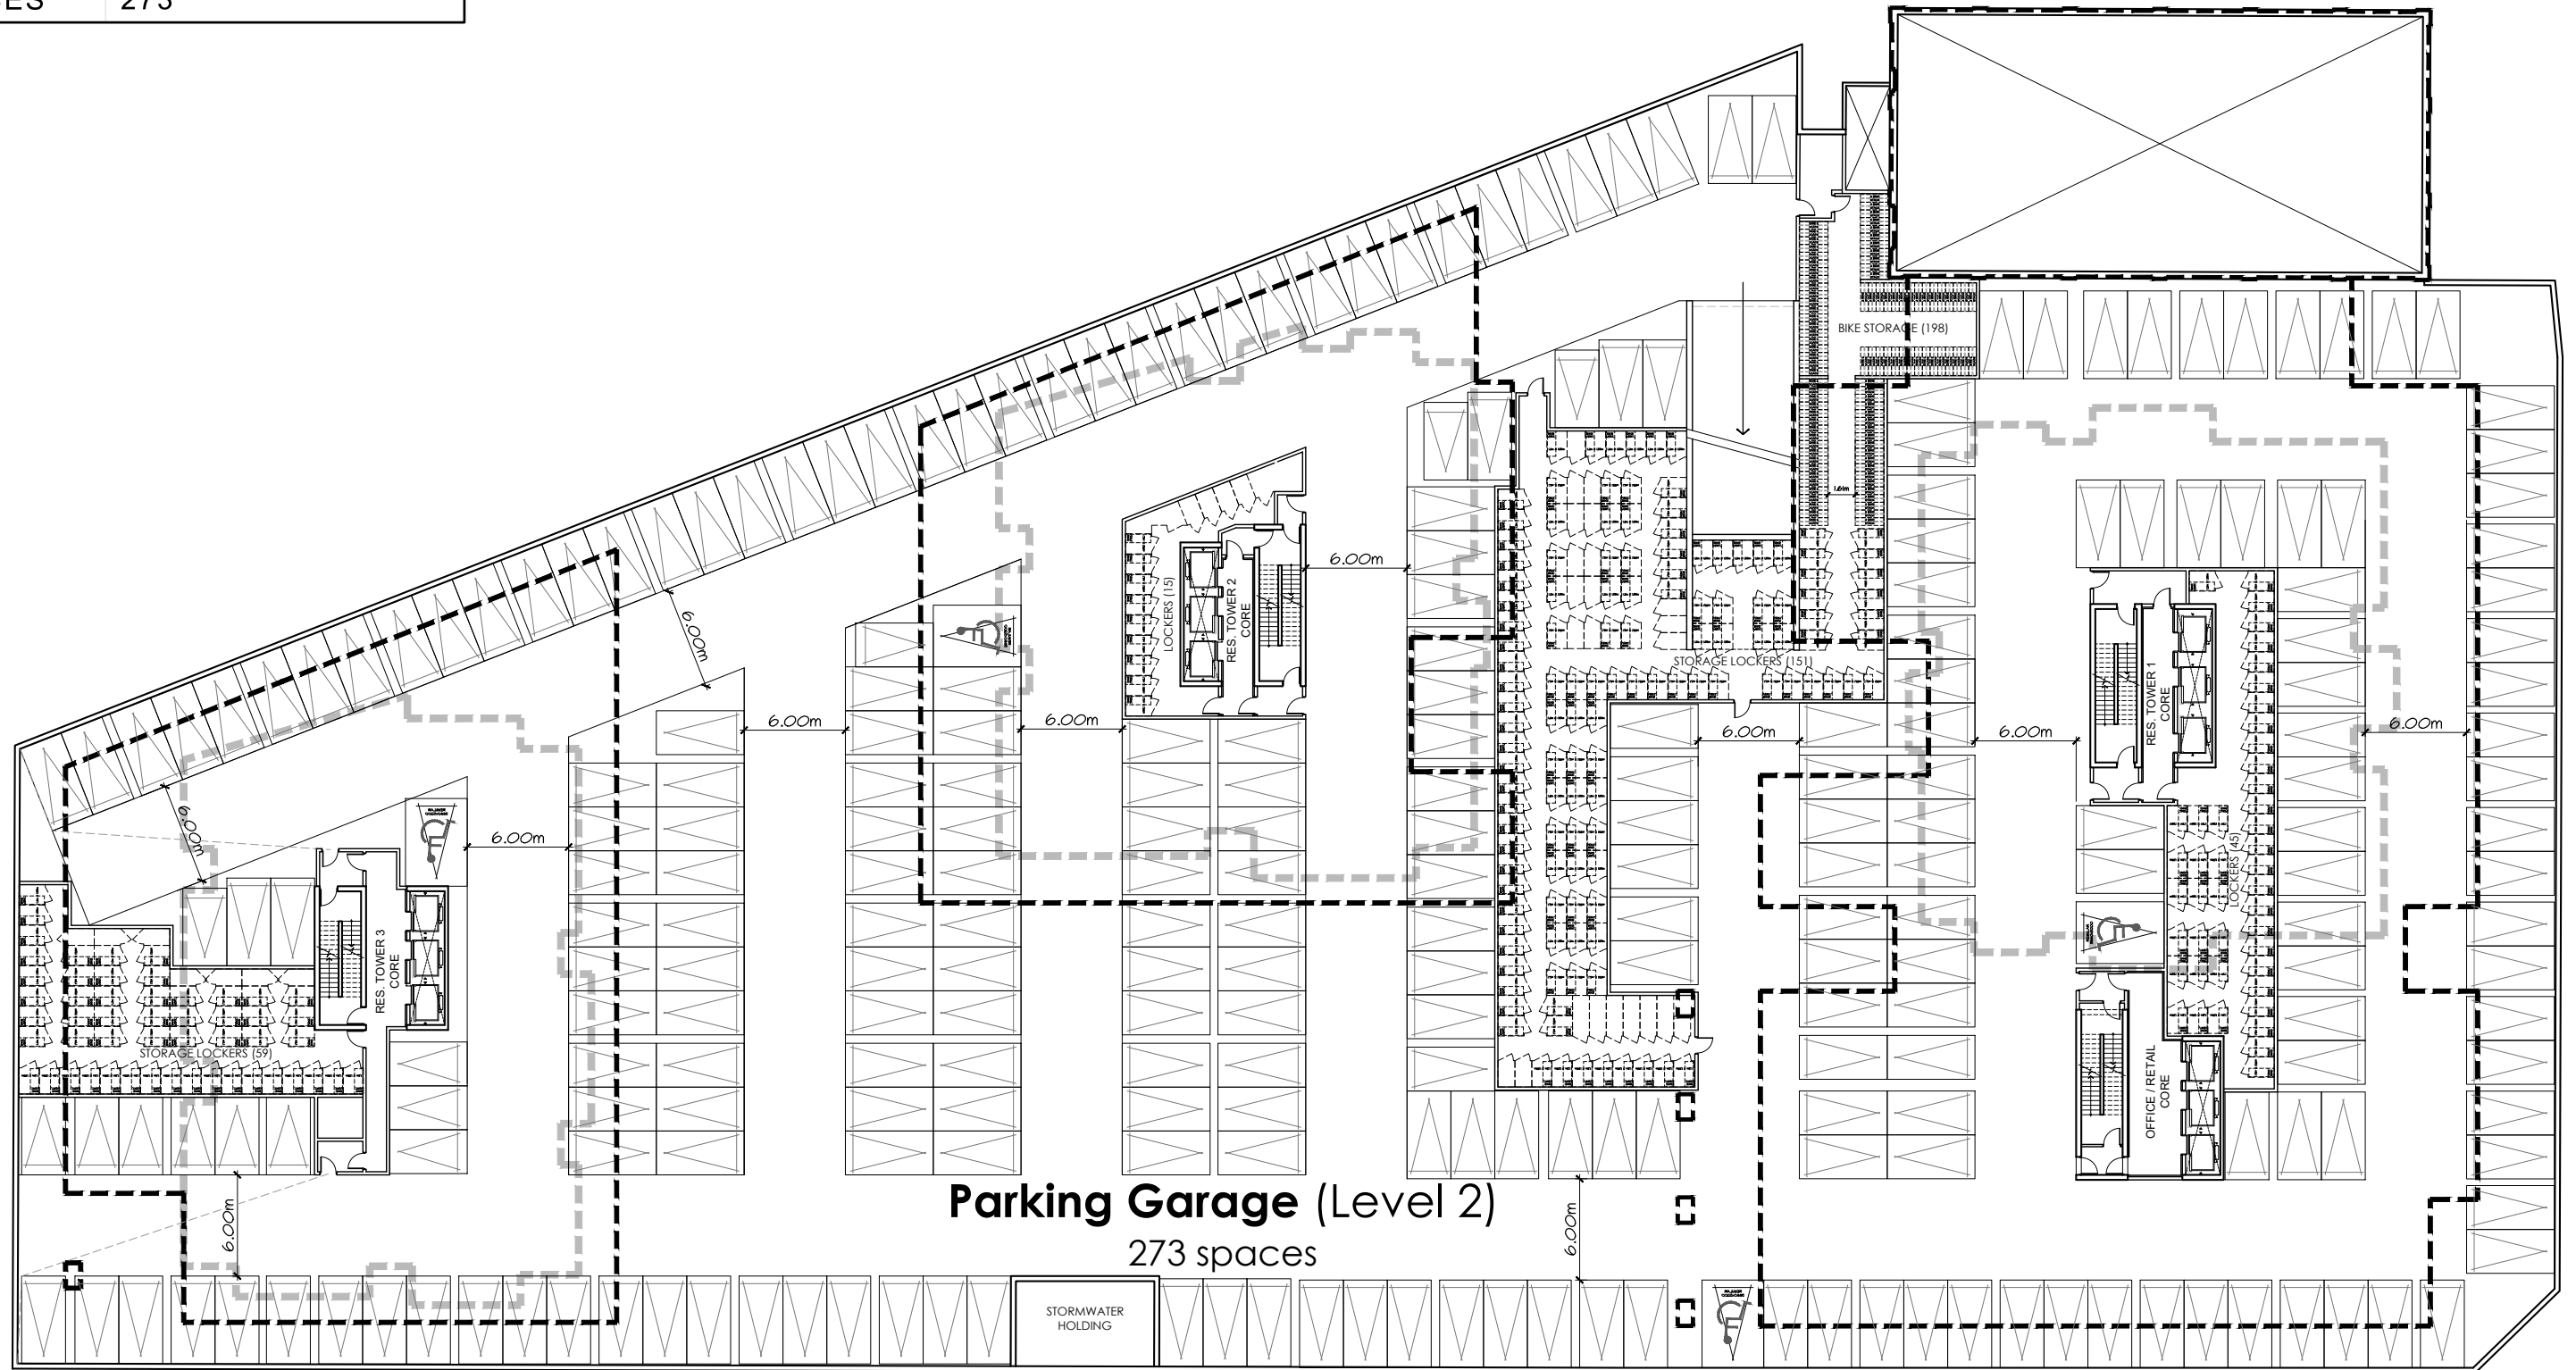 273
BIKE STORAGE (198)
1.61m
6.00m
LOCKERS (15)
RES. TOWER 2
CORE
6.00m
STORAGE LOCKERS (151)
RES. TOWER 1
CORE
6.00m
6.00m
6.00m
6.00m
6.00m
6.00m
6.00m
6.00m
LOCKERS (45)
RES. TOWER 3
CORE
STORAGE LOCKERS (59)
OFFICE / RETAIL
CORE
6.00m
6.00m
Parking Garage (Level 2)
273 spaces
STORMWATER
HOLDING